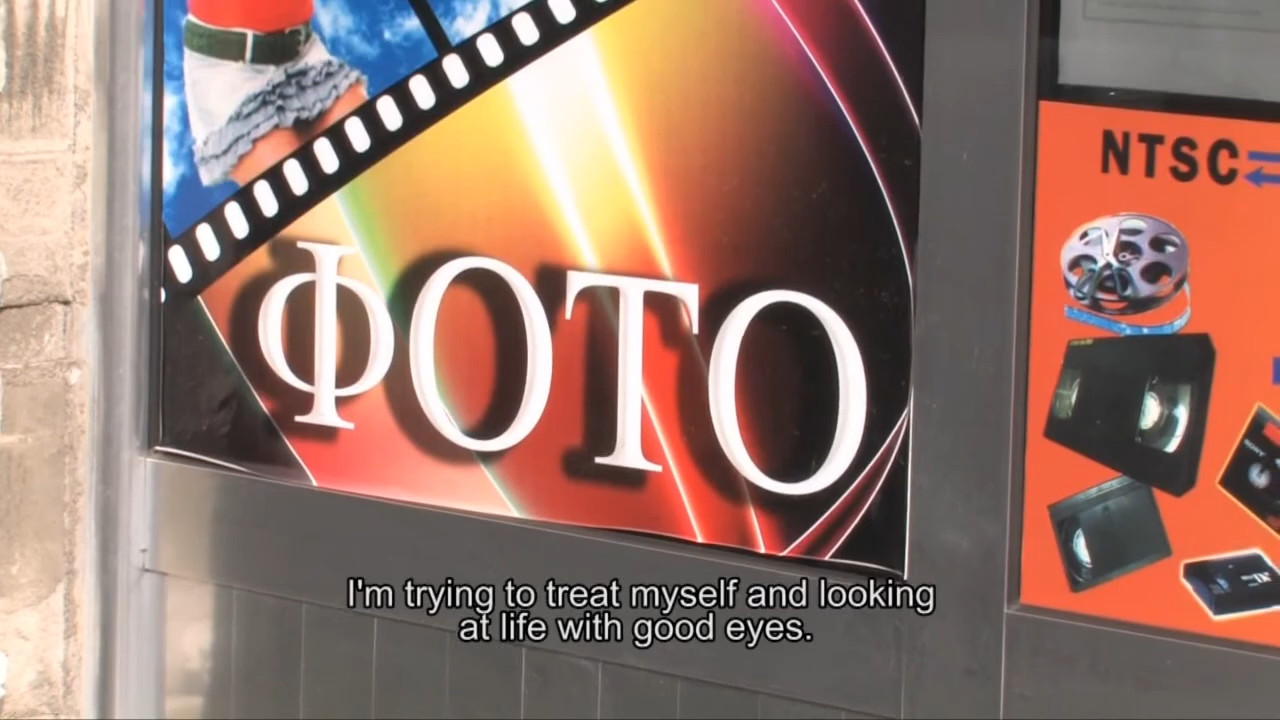 ФОТО
NTSC
I'm trying to treat myself and looking
at life with good eyes.